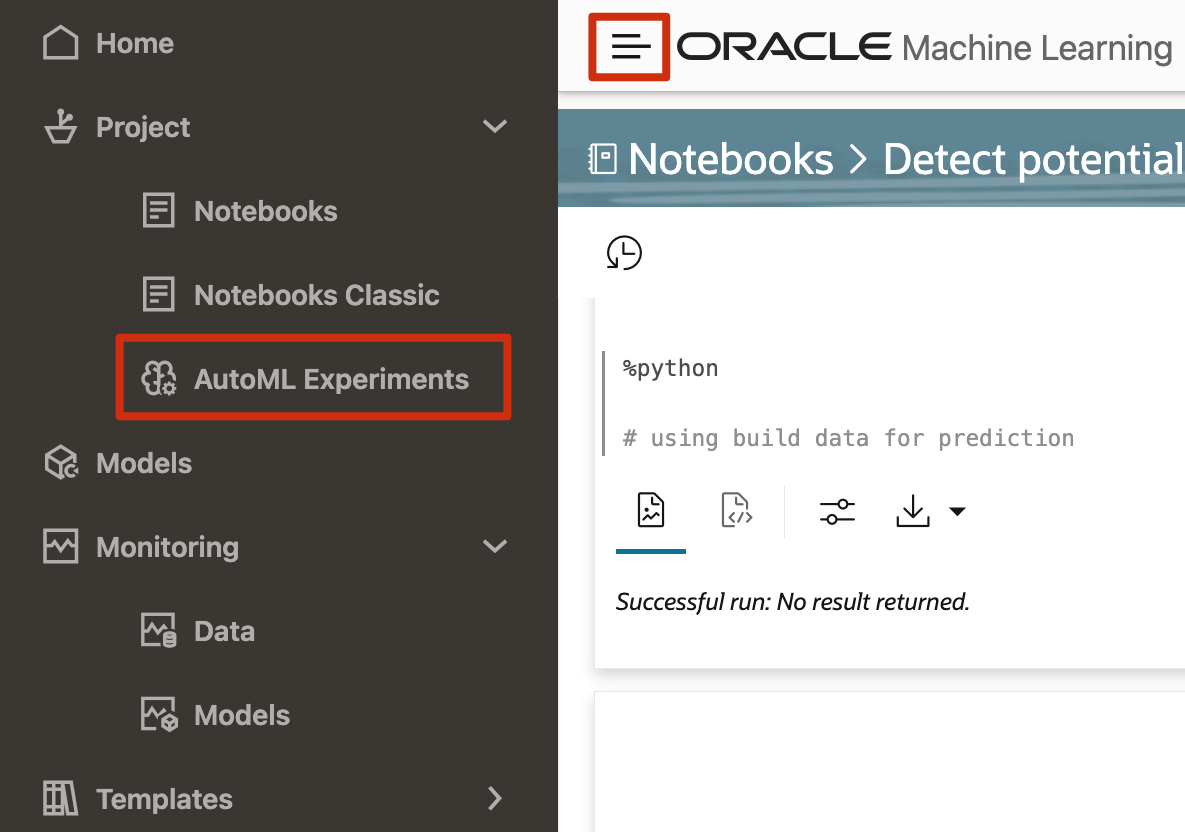 Home
Project
Notebooks
Notebooks Classic
AutoML Experiments
Models
Monitoring
Data
Models
Templates
ORACLE Machine Learning
Notebooks > Detect potential
%python
# using build data for prediction
Successful run: No result returned.